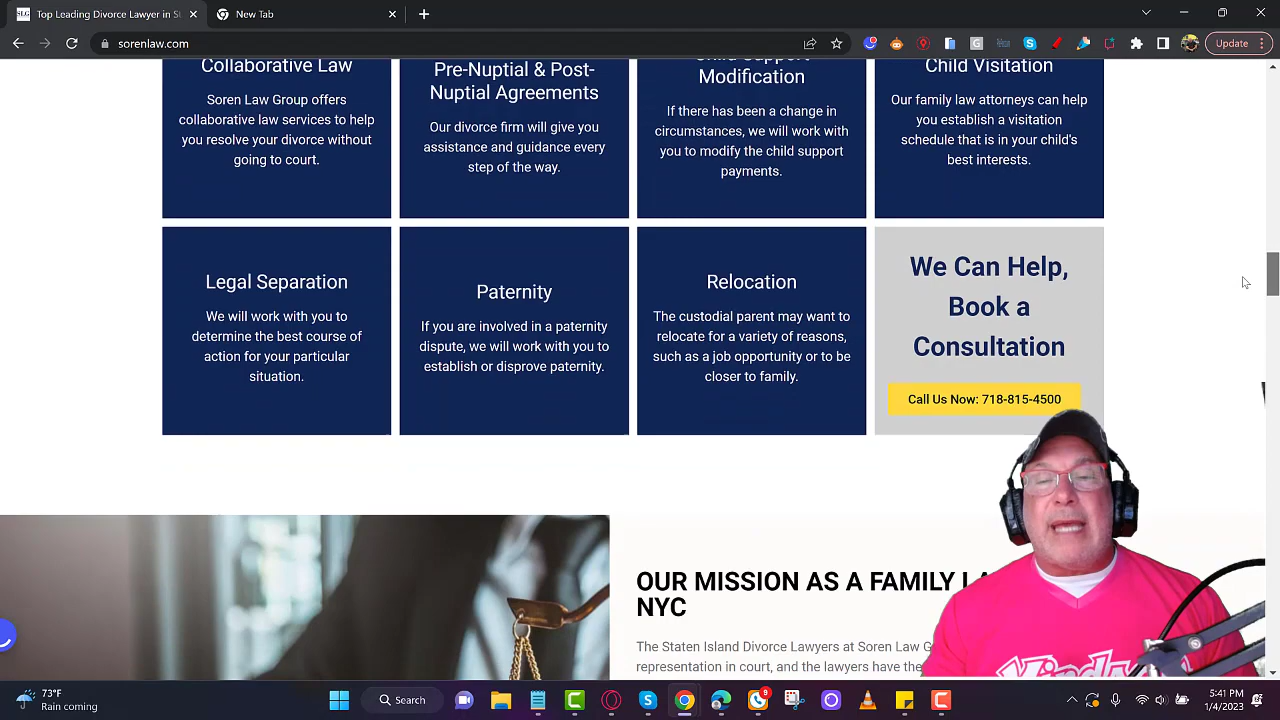 SLG
Top Leading Divorce Lawyer in St
New Tab
sorenlaw.com
Update
Collaborative Law
Soren Law Group offers
collaborative law services to help
you resolve your divorce without
going to court.
Pre-Nuptial & Post-
Nuptial Agreements
Our divorce firm will give you
assistance and guidance every
step of the way.
Child Support
Modification
If there has been a change in
circumstances, we will work with
you to modify the child support
payments.
Child Visitation
Our family law attorneys can help
you establish a visitation
schedule that is in your child's
best interests.
Legal Separation
We will work with you to
determine the best course of
action for your particular
situation.
Paternity
If you are involved in a paternity
dispute, we will work with you to
establish or disprove paternity.
Relocation
The custodial parent may want to
relocate for a variety of reasons,
such as a job opportunity or to be
closer to family.
We Can Help,
Book a
Consultation
Call Us Now: 718-815-4500
OUR MISSION AS A FAMILY LA
NYC
The Staten Island Divorce Lawyers at Soren Law G
representation in court, and the lawyers have the
73°F
Rain coming
Search
9
5:41 PM
1/4/2023